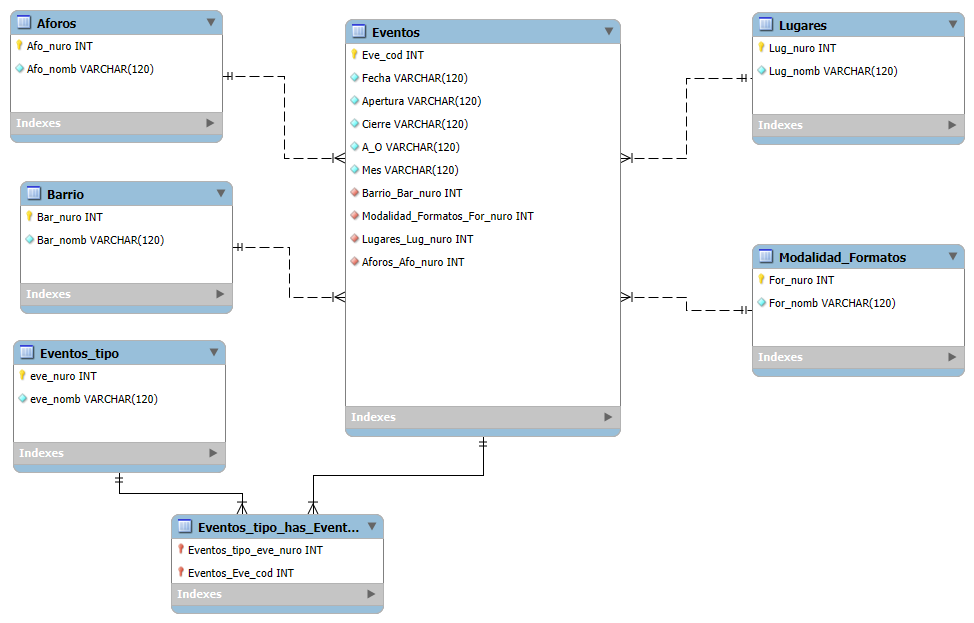 Aforos
Afo_nuro INT
Afo_nomb VARCHAR(120)
Indexes
Barrio
Bar_nuro INT
Bar_nomb VARCHAR(120)
Indexes
Eventos_tipo
eve_nuro INT
eve_nomb VARCHAR(120)
Indexes
Eventos
Eve_cod INT
Fecha VARCHAR(120)
Apertura VARCHAR(120)
Cierre VARCHAR(120)
A_O VARCHAR(120)
Mes VARCHAR(120)
Barrio_Bar_nuro INT
Modalidad_Formatos_For_nuro INT
Lugares_Lug_nuro INT
Aforos_Afo_nuro INT
Indexes
Lugares
Lug_nuro INT
Lug_nomb VARCHAR(120)
Indexes
Modalidad_Formatos
For_nuro INT
For_nomb VARCHAR(120)
Indexes
Eventos_tipo_has_Event...
Eventos_tipo_eve_nuro INT
Eventos_Eve_cod INT
Indexes